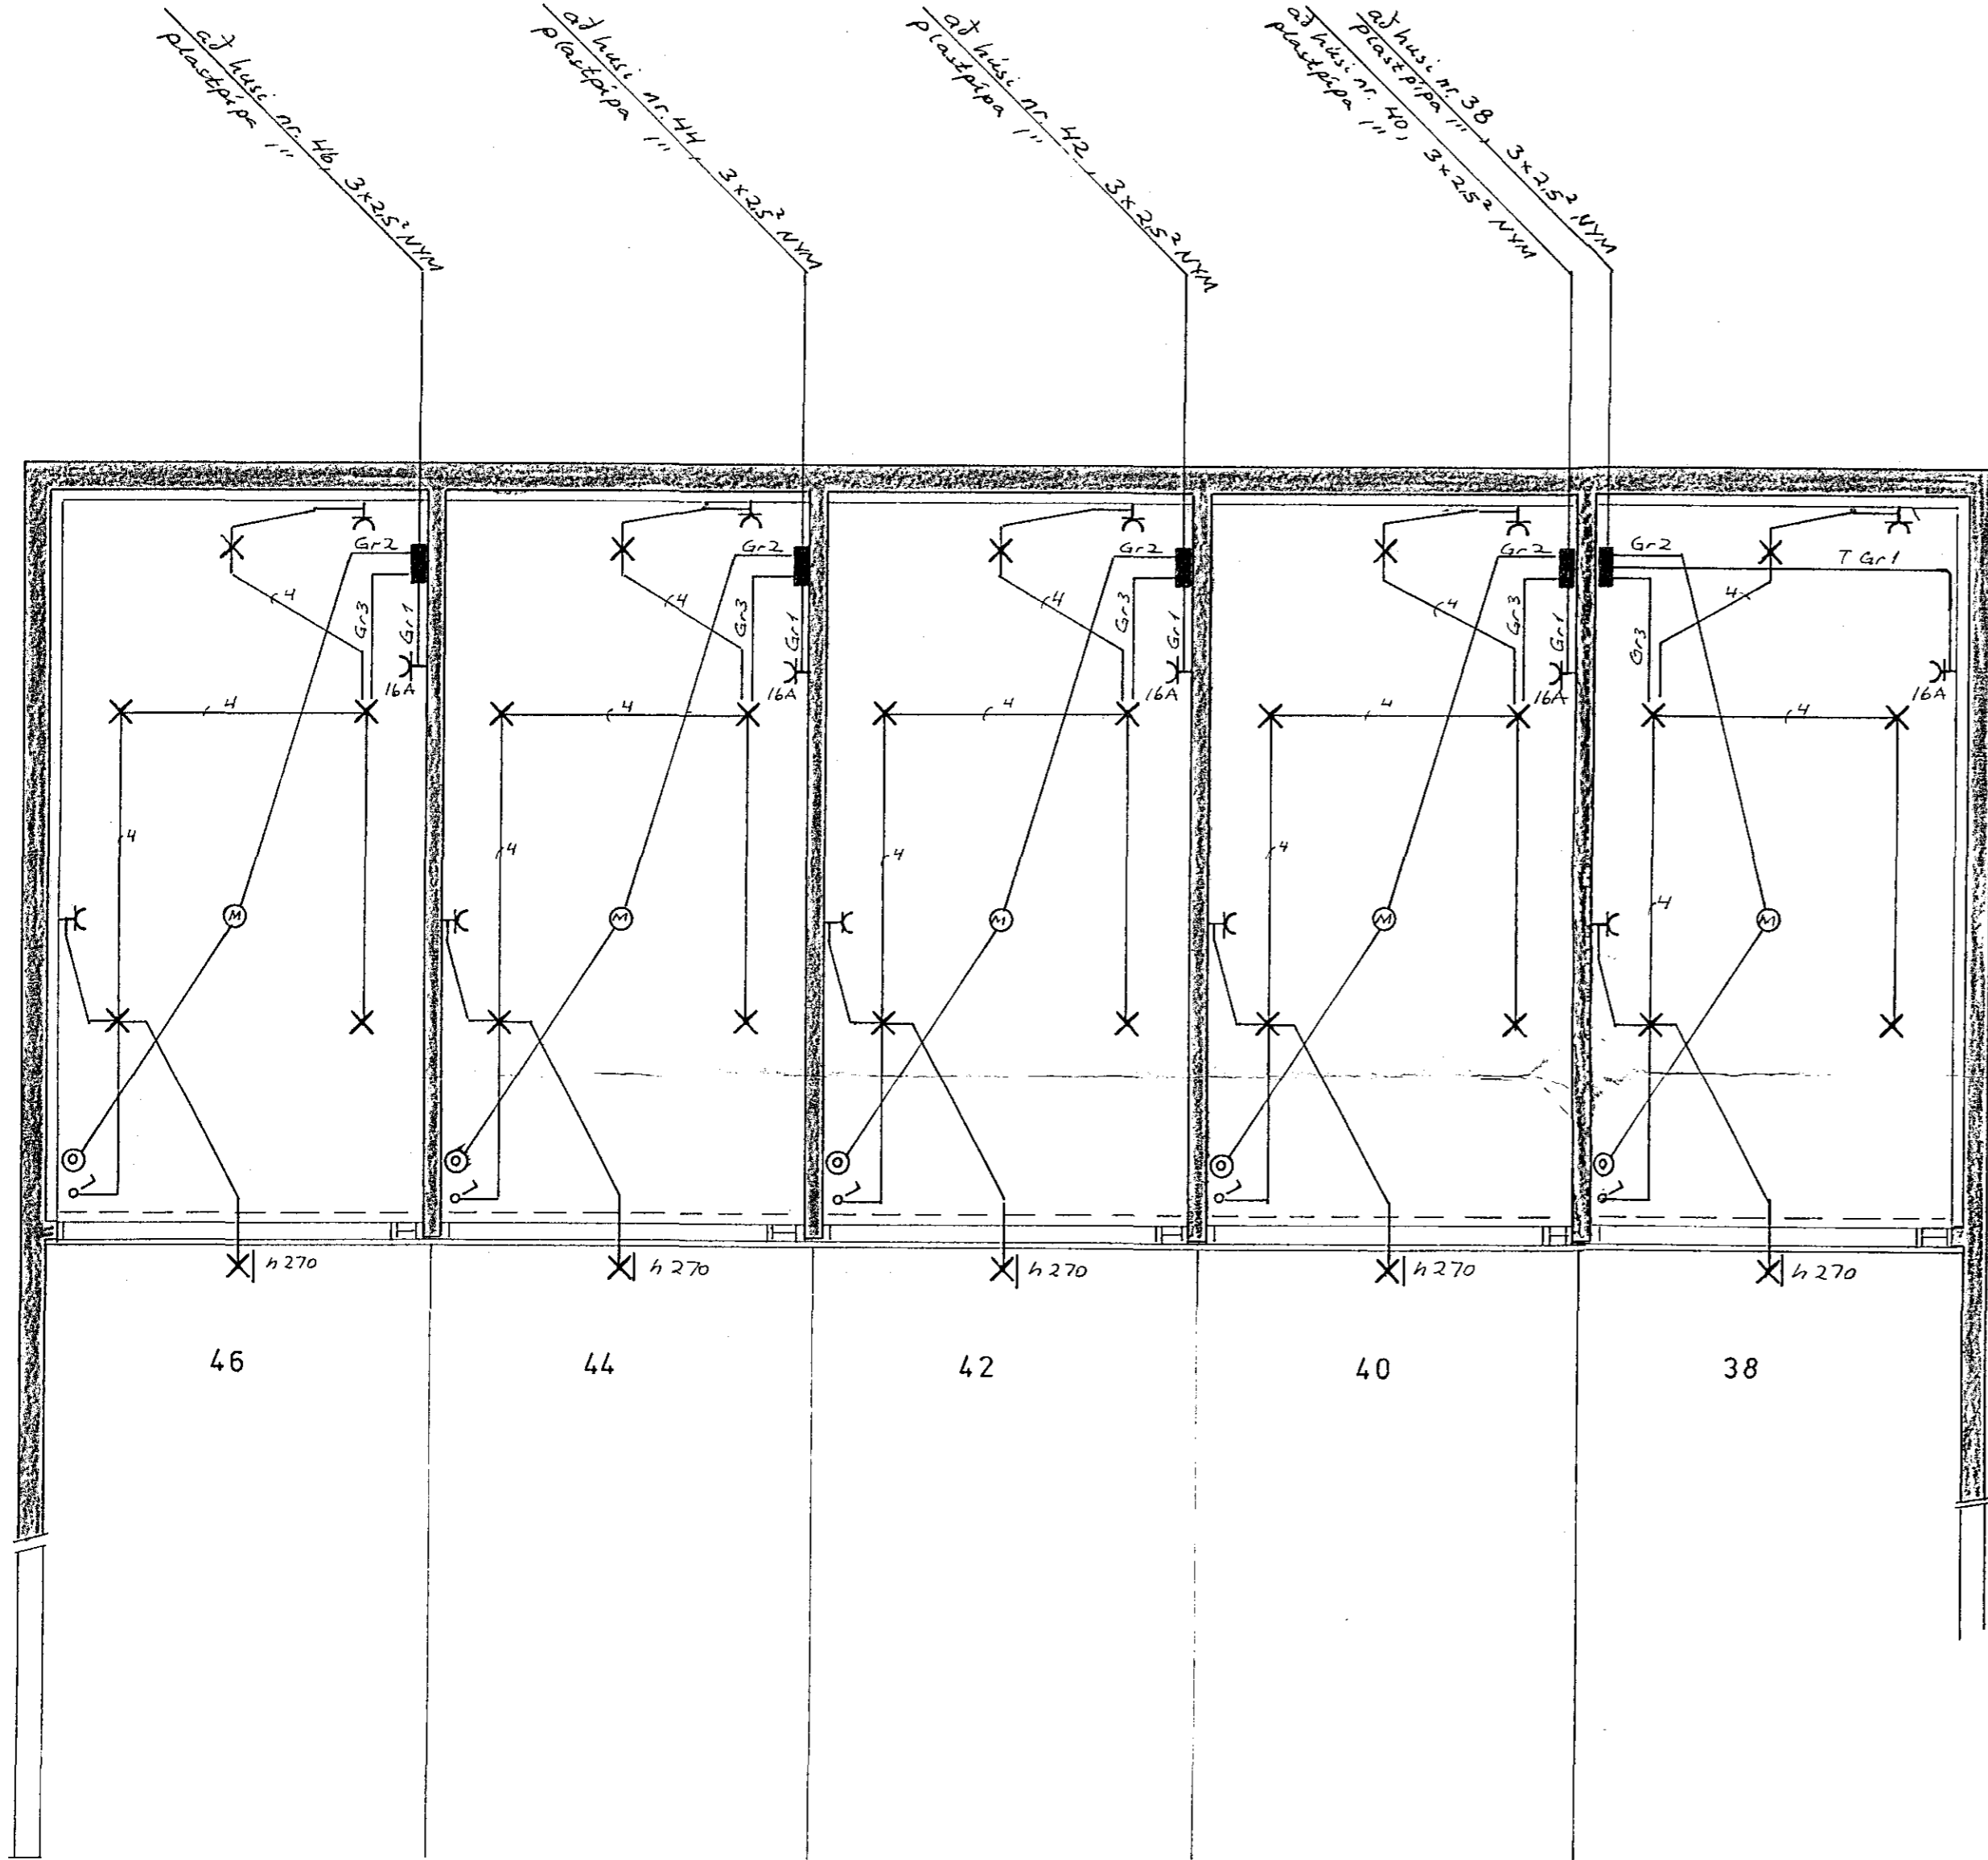 að húsi nr. 46, 3x2,5² NYM
plastpípa 1"
að húsi nr. 44, 3x2,5² NYM
plastpípa 1"
að húsi nr. 42, 3x2,5² NYM
plastpípa 1"
að húsi nr. 40, 3x2,5² NYM
plastpípa 1"
að húsi nr. 38, 3x2,5² NYM
plastpípa 1"
Gr2
4
Gr3
Gr1
16A
4
4
M
h 270
46
Gr2
4
Gr3
Gr1
16A
4
4
M
h 270
44
Gr2
4
Gr3
Gr1
16A
4
4
M
h 270
42
Gr2
4
Gr3
Gr1
16A
4
4
M
h 270
40
Gr2
T Gr1
4
Gr3
16A
4
4
M
h 270
38